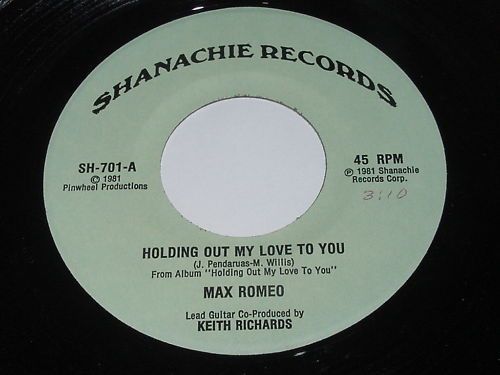 SHANACHIE RECORDS
SH-701-A
© 1981
Pinwheel Productions
45 RPM
℗ 1981 Shanachie
Records Corp.
3:10
HOLDING OUT MY LOVE TO YOU
(J. Pendaruas-M. Willis)
From Album "Holding Out My Love To You"
MAX ROMEO
Lead Guitar Co-Produced by
KEITH RICHARDS